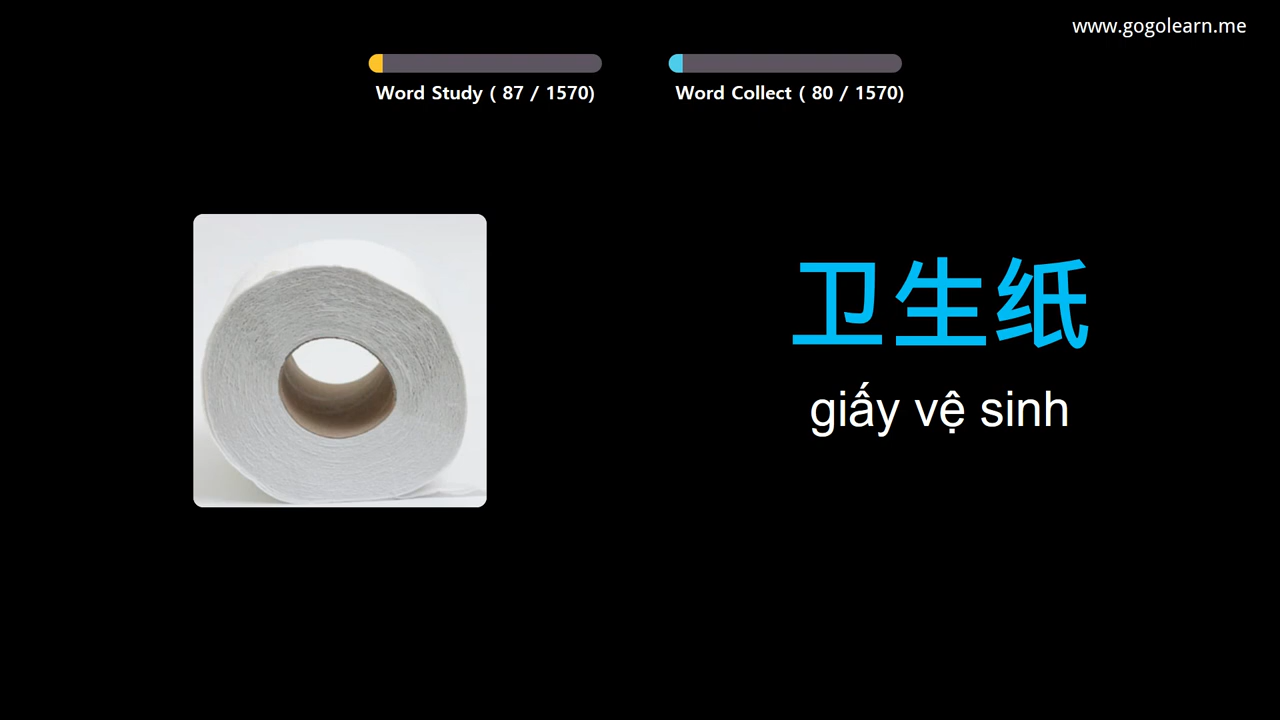 www.gogolearn.me
Word Study ( 87 / 1570)
Word Collect ( 80 / 1570)
卫生纸
giấy vệ sinh